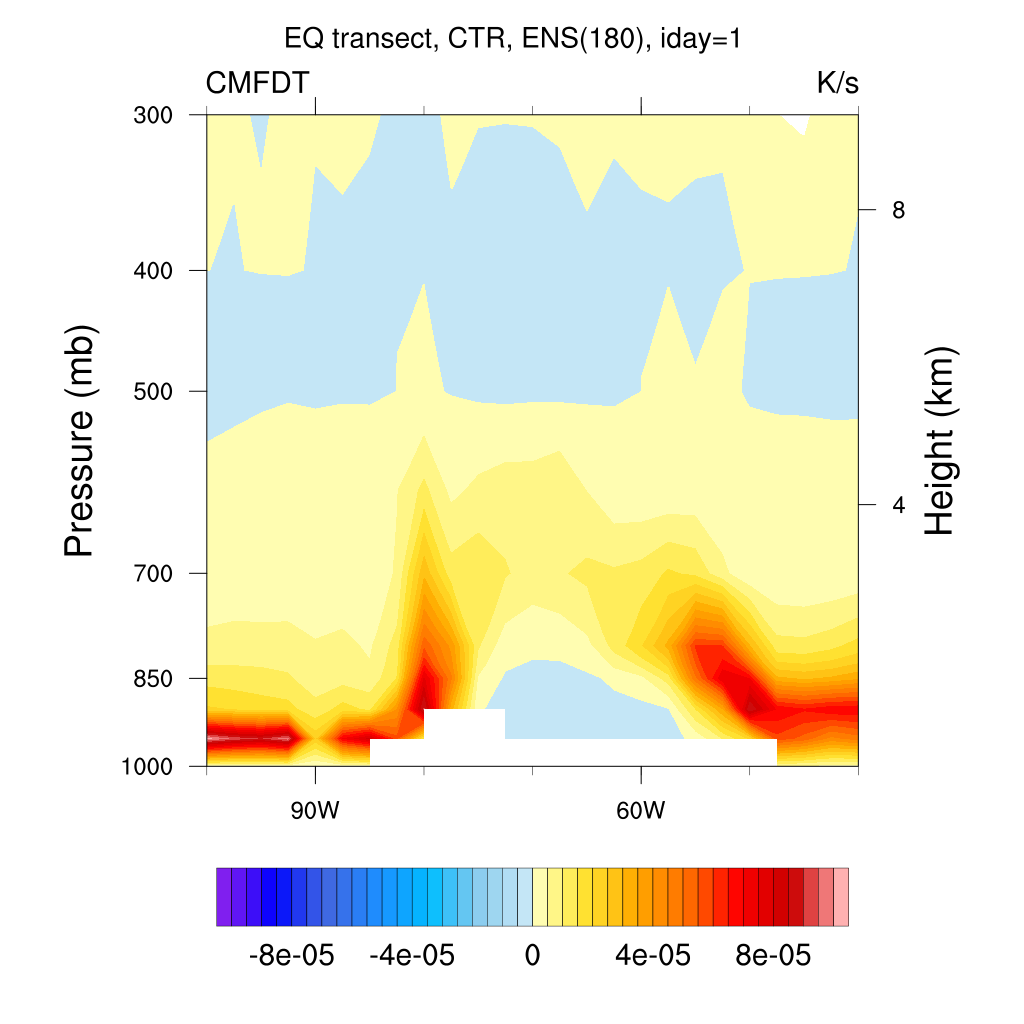 EQ transect, CTR, ENS(180), iday=1
CMFDT K/s
300
400
500
700
850
1000
Pressure (mb)
8
4
Height (km)
90W 60W
-8e-05 -4e-05 0 4e-05 8e-05